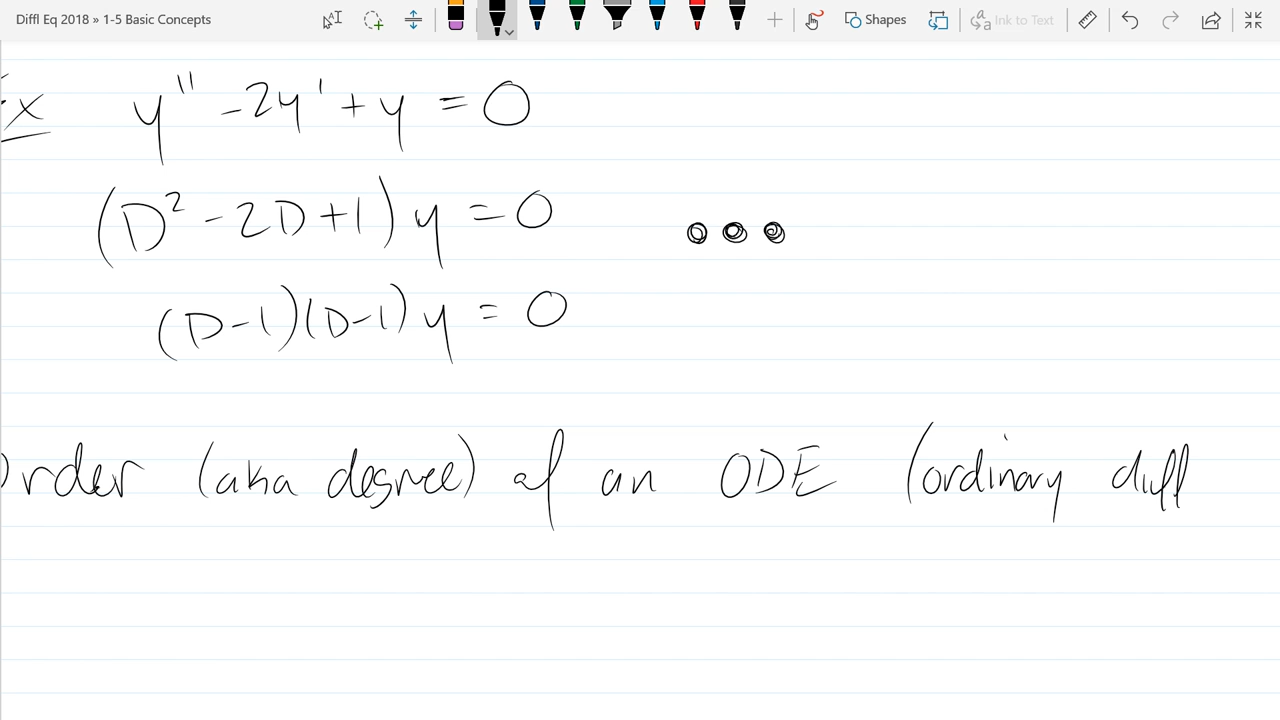 Diffl Eq 2018 » 1-5 Basic Concepts
Shapes
Ink to Text
Ex y'' - 2y' + y = 0
(D² - 2D + 1) y = 0
(D - 1)(D - 1) y = 0
Order (aka degree) of an ODE (ordinary diff